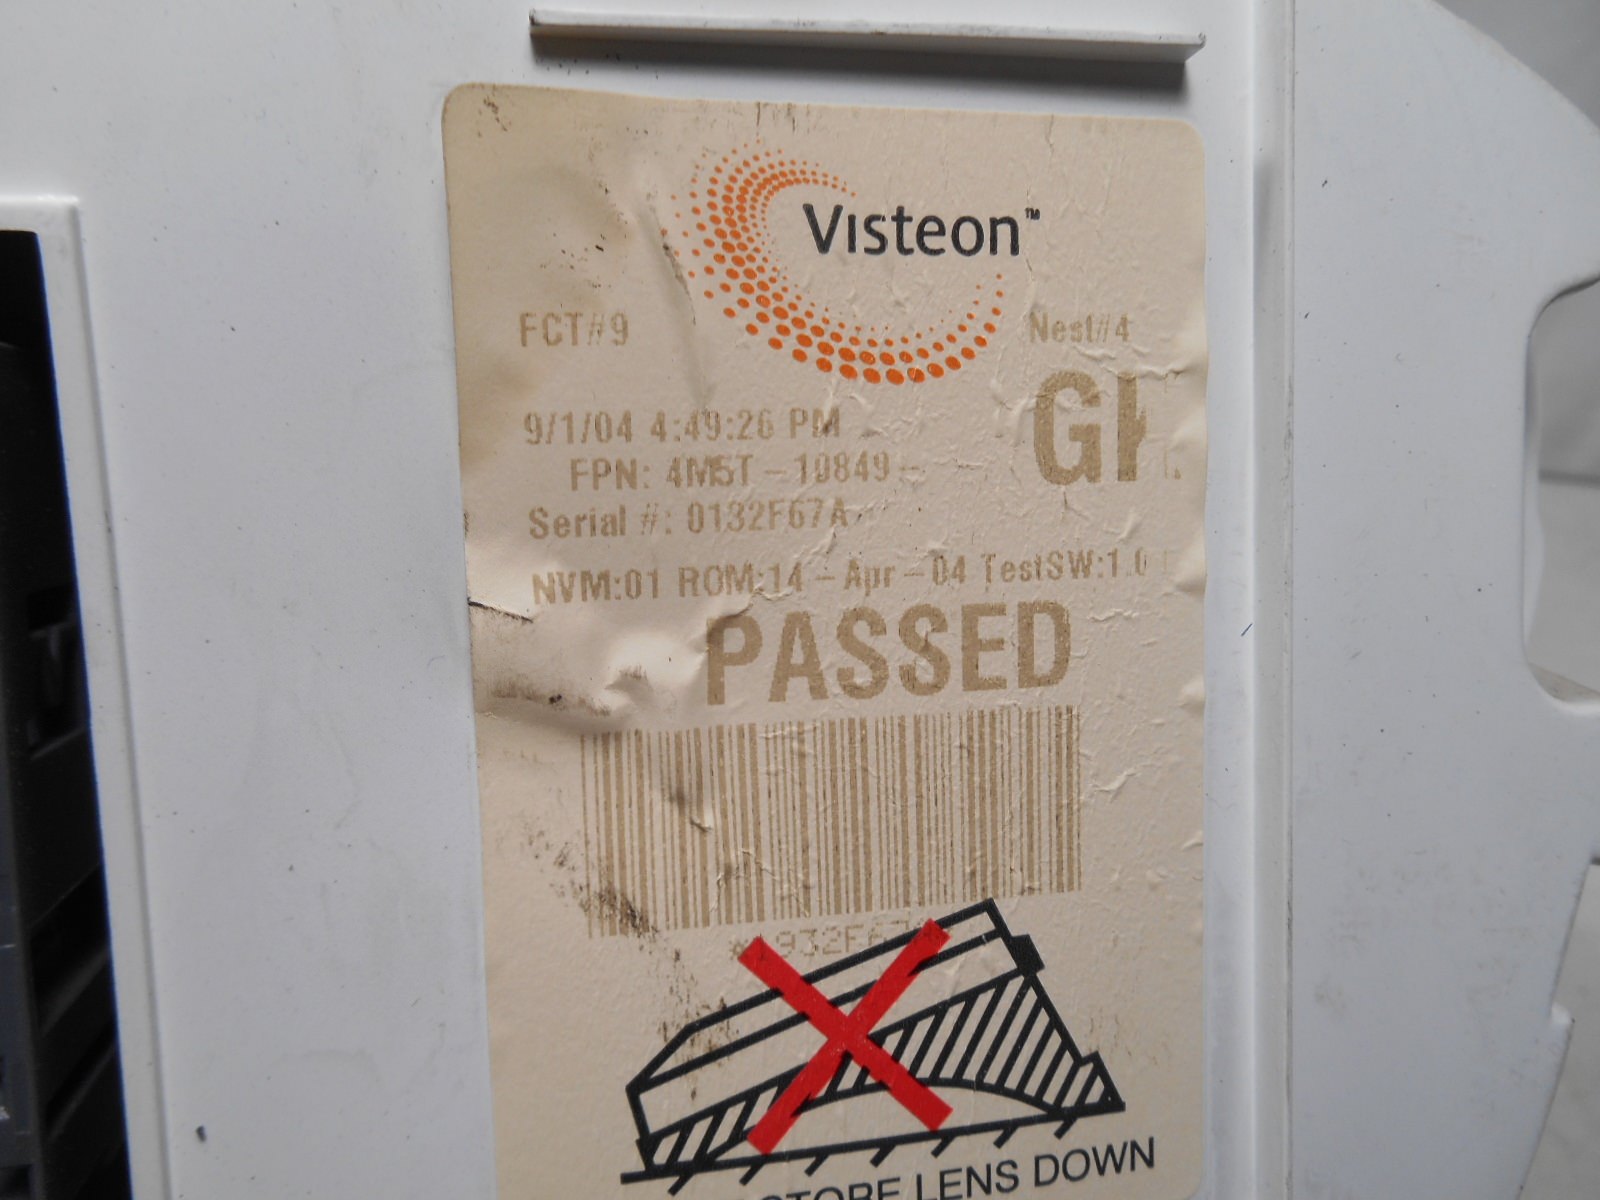 Visteon™
FCT#9
Nest#4
9/1/04 4:49:26 PM
FPN: 4M5T-10849-
Serial #: 0132F67A
NVM:01 ROM:14-Apr-04 TestSW:1.0
PASSED
STORE LENS DOWN